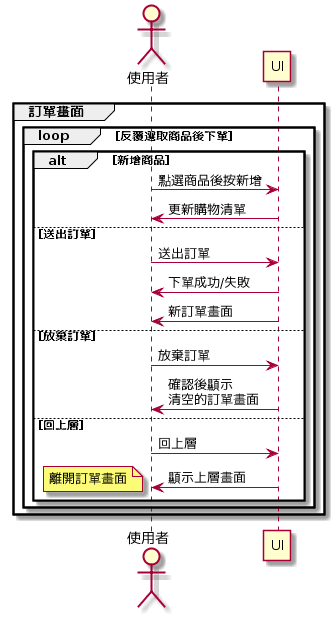 使用者
UI
訂單畫面
loop [反覆選取商品後下單]
alt [新增商品]
點選商品後按新增
更新購物清單
[送出訂單]
送出訂單
下單成功/失敗
新訂單畫面
[放棄訂單]
放棄訂單
確認後顯示
清空的訂單畫面
[回上層]
回上層
離開訂單畫面
顯示上層畫面
使用者
UI